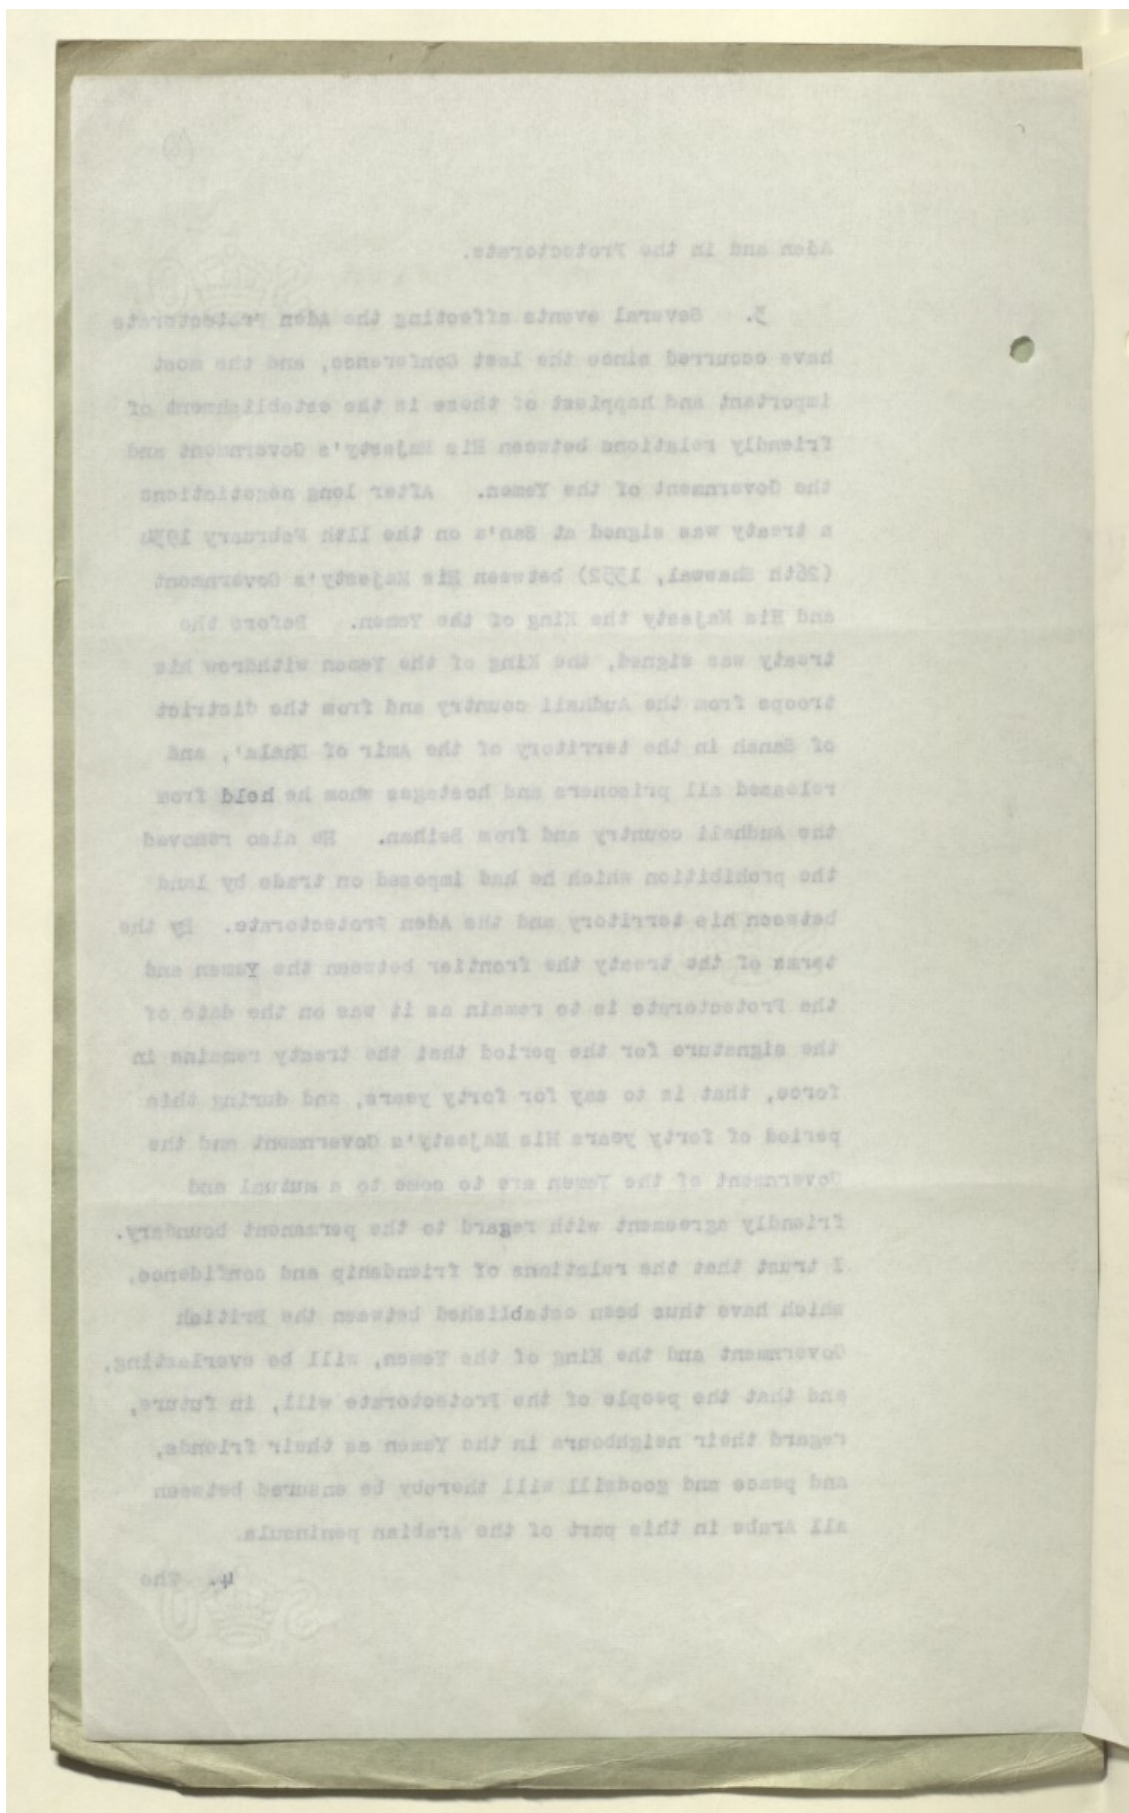 Aden and in the Protectorate.
3. Several events affecting the Aden Protectorate
have occurred since the last Conference, and the most
important and happiest of these is the establishment of
friendly relations between His Majesty's Government and
the Government of the Yemen. After long negotiations
a treaty was signed at San'a on the 11th February 1934
(26th Shawwal, 1352) between His Majesty's Government
and His Majesty the King of the Yemen. Before the
treaty was signed, the King of the Yemen withdrew his
troops from the Audhali country and from the district
of Sanah in the territory of the Amir of Dhala', and
released all prisoners and hostages whom he held from
the Audhali country and from Beihan. He also removed
the prohibition which he had imposed on trade by land
between his territory and the Aden Protectorate. By the
terms of the treaty the frontier between the Yemen and
the Protectorate is to remain as it was on the date of
the signature for the period that the treaty remains in
force, that is to say for forty years, and during this
period of forty years His Majesty's Government and the
Government of the Yemen are to come to a mutual and
friendly agreement with regard to the permanent boundary.
I trust that the relations of friendship and confidence,
which have thus been established between the British
Government and the King of the Yemen, will be everlasting,
and that the people of the Protectorate will, in future,
regard their neighbours in the Yemen as their friends,
and peace and goodwill will thereby be ensured between
all Arabs in this part of the Arabian peninsula.
4. The